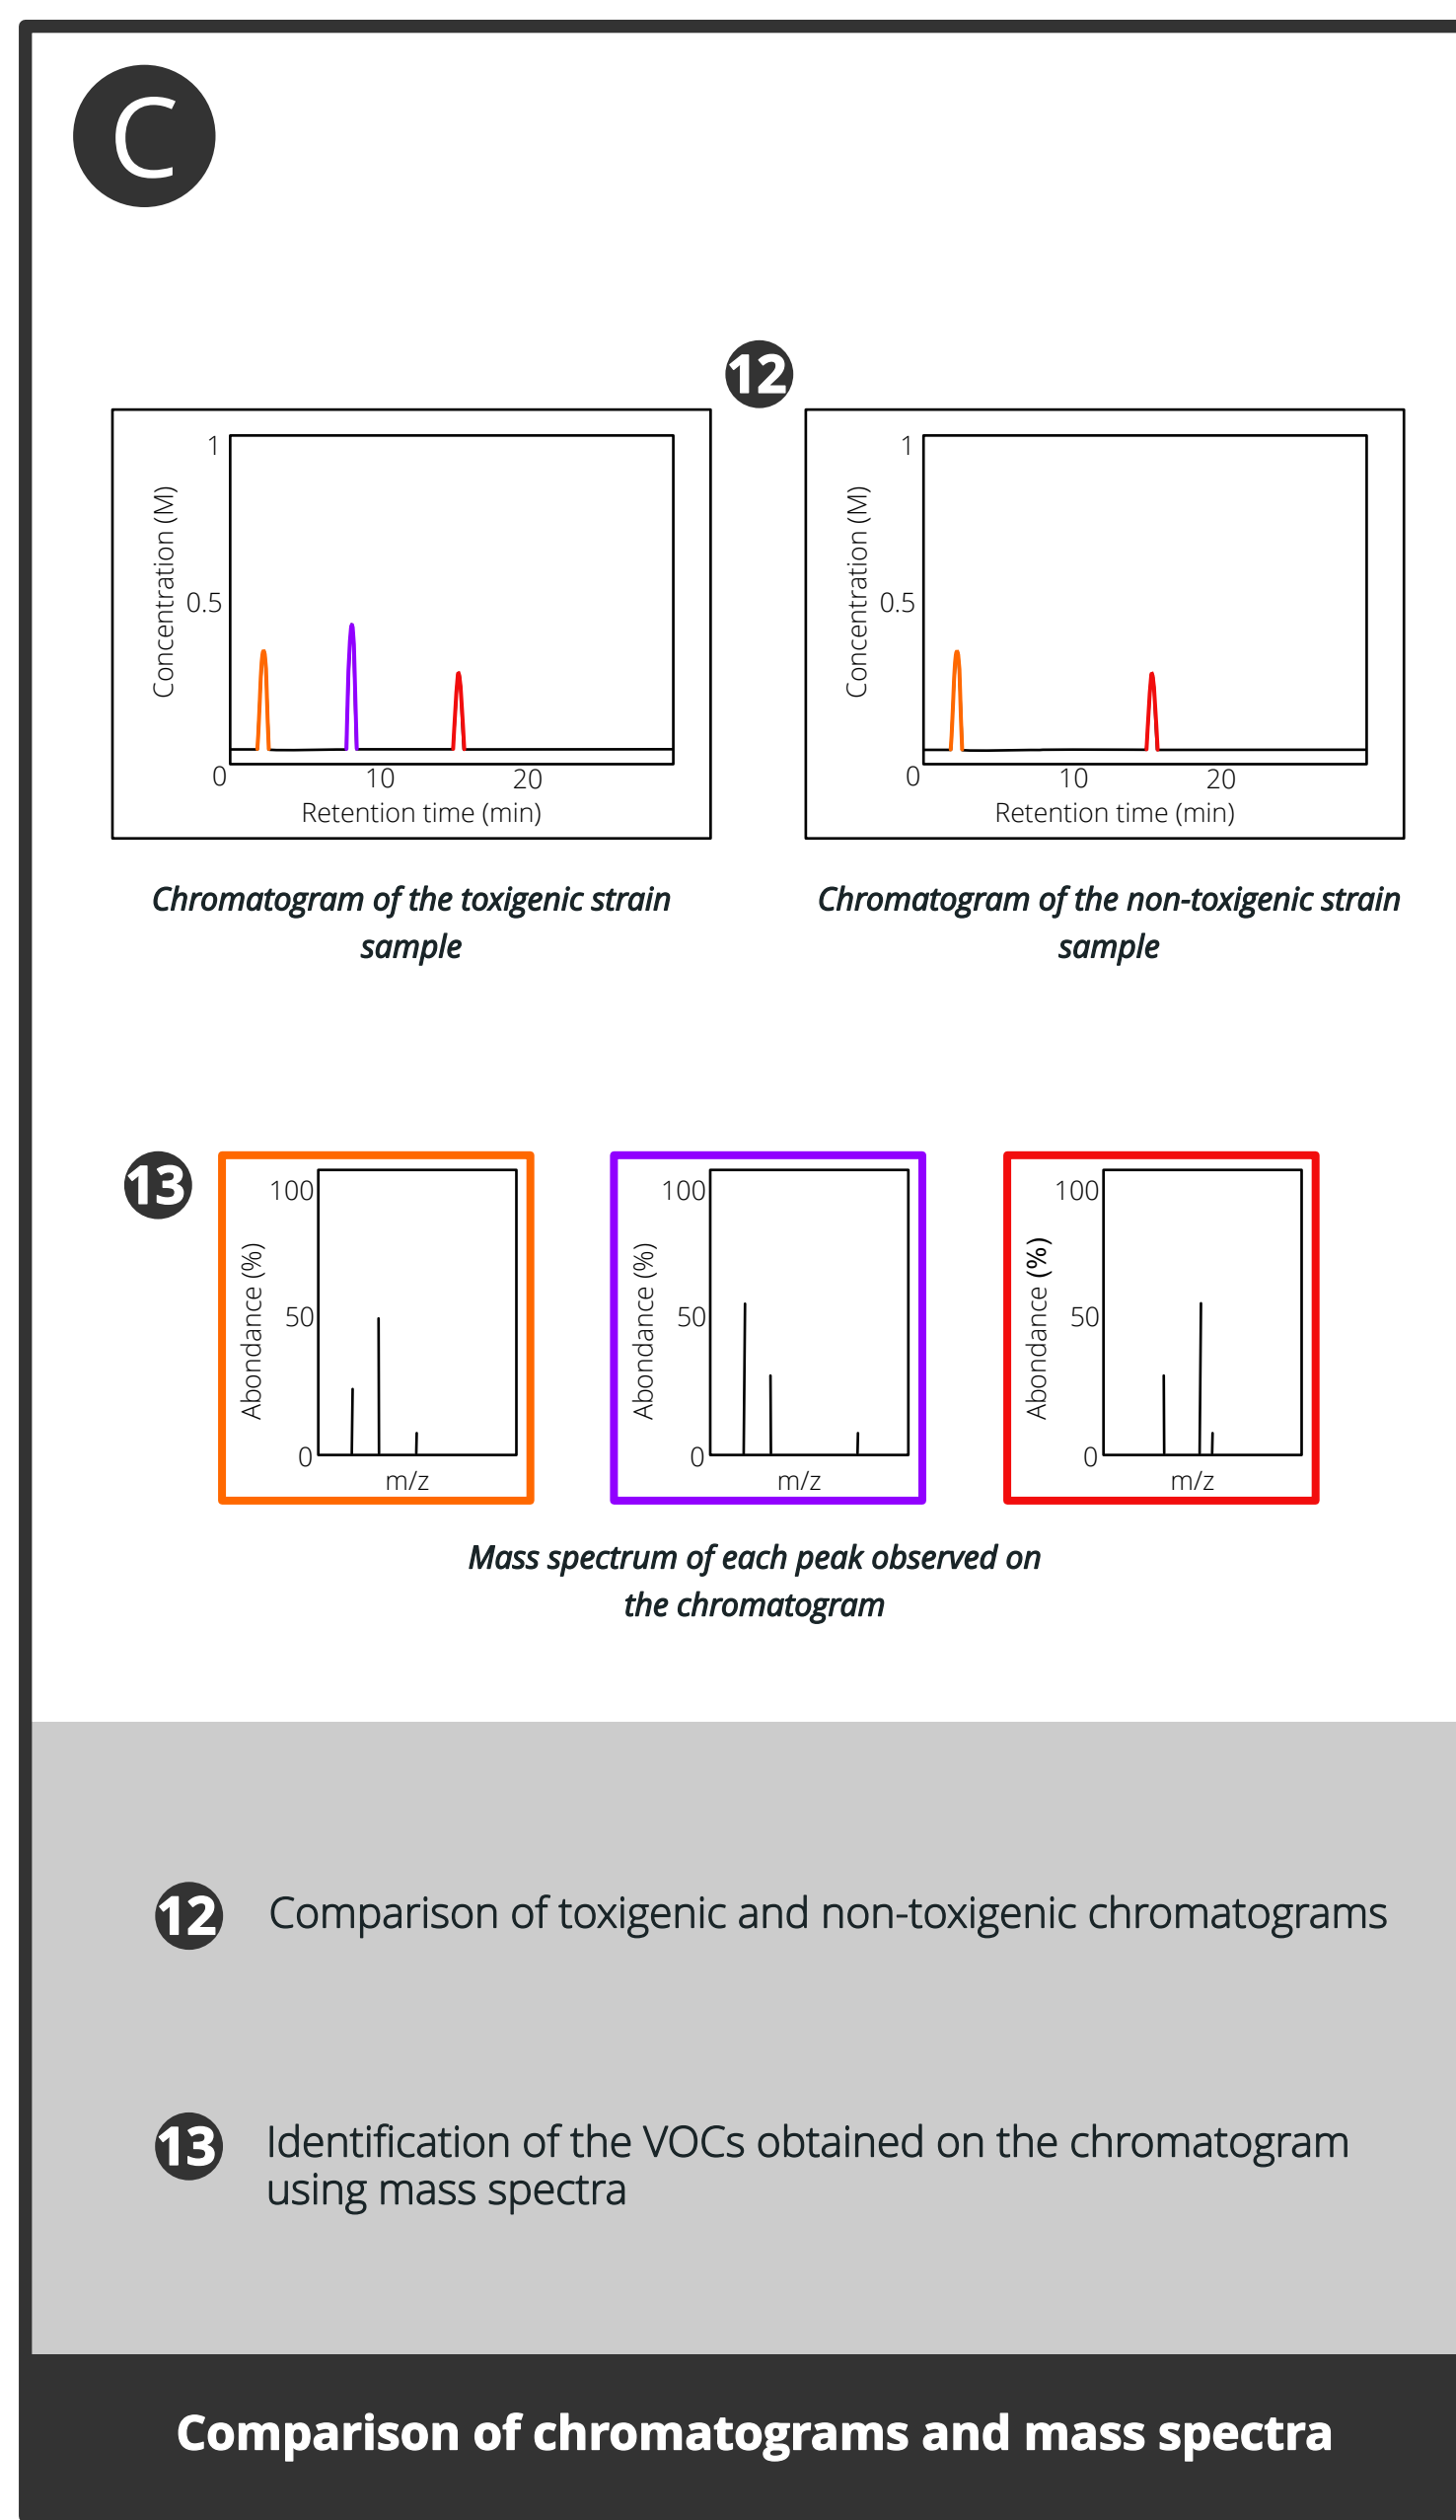 C
12
1
Concentration (M)
0.5
0
10
20
Retention time (min)
Chromatogram of the toxigenic strain
sample
1
Concentration (M)
0.5
0
10
20
Retention time (min)
Chromatogram of the non-toxigenic strain
sample
13
100
Abondance (%)
50
0
m/z
100
Abondance (%)
50
0
m/z
100
Abondance (%)
50
0
m/z
Mass spectrum of each peak observed on
the chromatogram
12 Comparison of toxigenic and non-toxigenic chromatograms
13 Identification of the VOCs obtained on the chromatogram
using mass spectra
Comparison of chromatograms and mass spectra